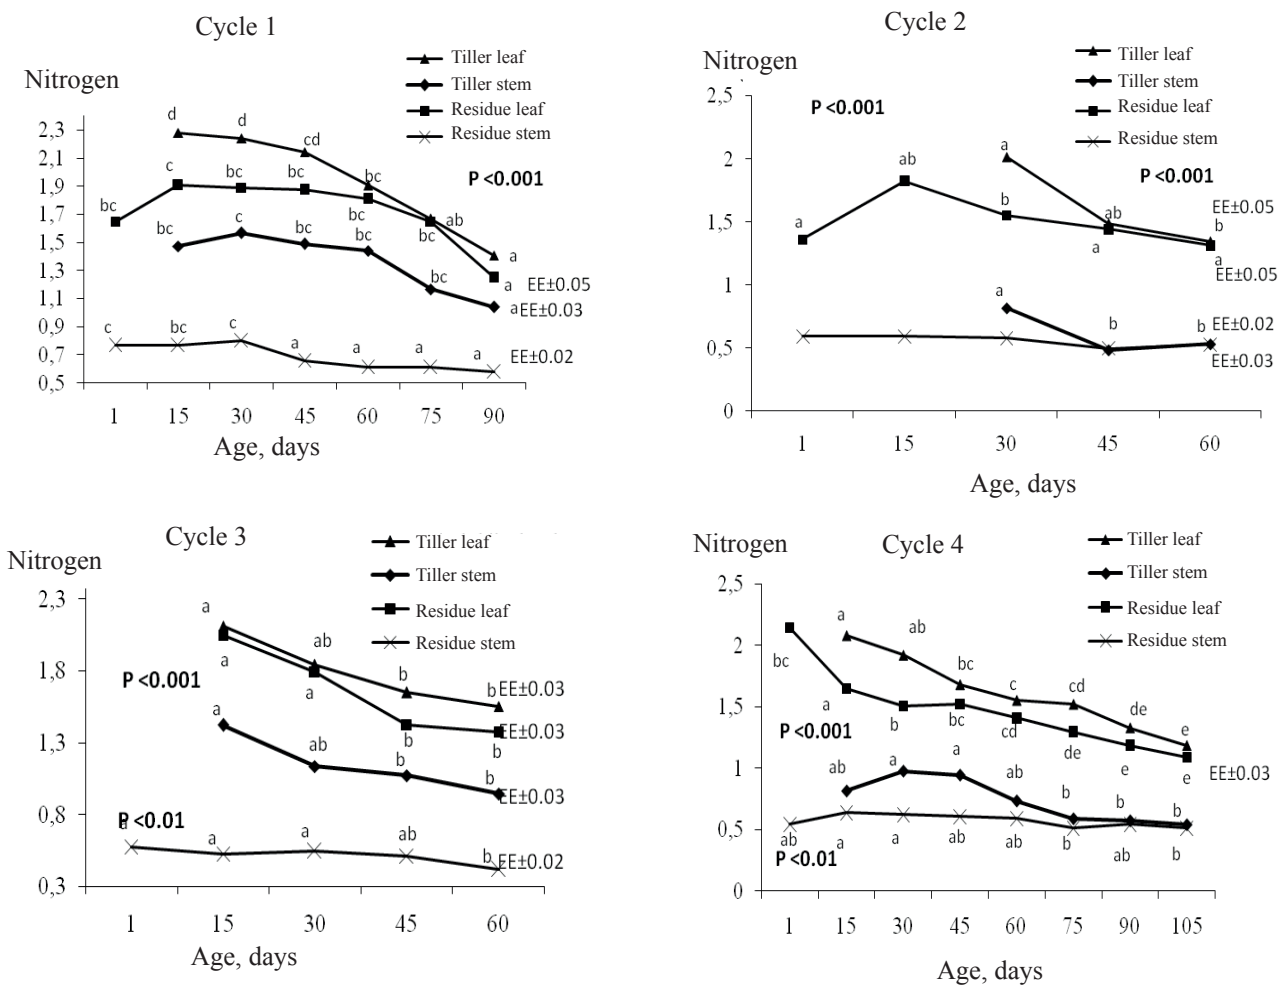 Cycle 1
Nitrogen
Tiller leaf
Tiller stem
Residue leaf
Residue stem
P <0.001
2,3
2,1
1,9
1,7
1,5
1,3
1,1
0,9
0,7
0,5
d d cd bc ab a
bc c bc bc bc bc a
bc c bc bc bc a
c bc c a a a a
EE±0.05
EE±0.03
EE±0.02
1 15 30 45 60 75 90
Age, days
Cycle 2
Nitrogen
Tiller leaf
Tiller stem
Residue leaf
Residue stem
P <0.001
P <0.001
2,5
2
1,5
1
0,5
0
a ab b
a ab b a a
a b b
EE±0.05
EE±0.05
EE±0.02
EE±0.03
1 15 30 45 60
Age, days
Cycle 3
Nitrogen
Tiller leaf
Tiller stem
Residue leaf
Residue stem
P <0.001
P <0.01
2,3
1,8
1,3
0,8
0,3
a ab b b
a a b b
a ab b b
a a a ab b
EE±0.03
EE±0.03
EE±0.03
EE±0.02
1 15 30 45 60
Age, days
Cycle 4
Nitrogen
Tiller leaf
Tiller stem
Residue leaf
Residue stem
P <0.001
P <0.01
2,5
2
1,5
1
0,5
0
a ab bc c cd de e
bc a b bc cd de e e
ab a a ab b b b
ab a a ab ab b ab b
EE±0.03
1 15 30 45 60 75 90 105
Age, days